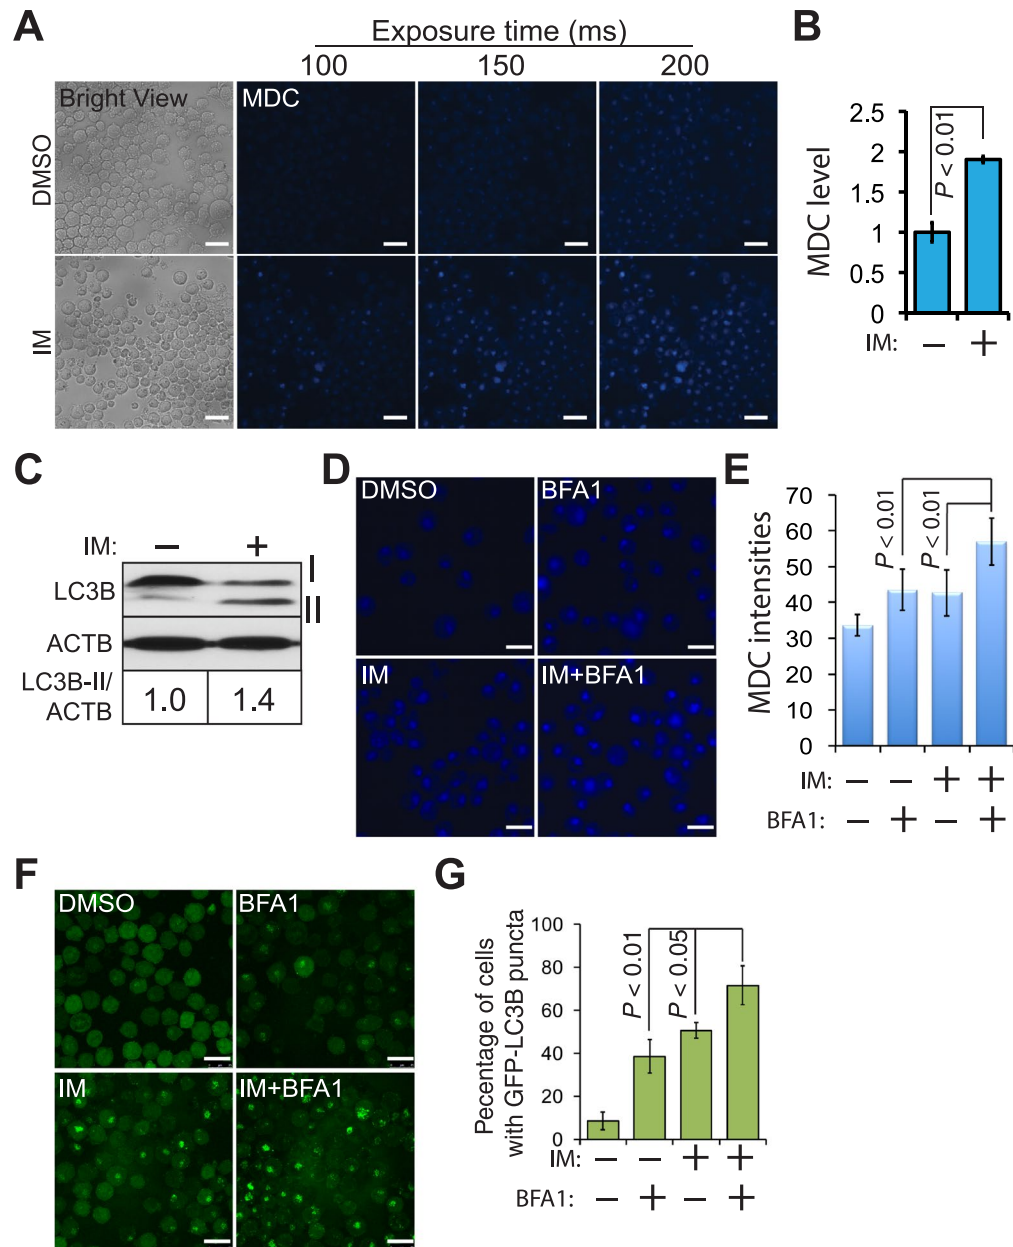 A
Exposure time (ms)
100 150 200
Bright View
MDC
DMSO
IM
B
MDC level
2.5
2
1.5
1
0.5
0
P < 0.01
IM: – +
C
IM: – +
LC3B
I
II
ACTB
LC3B-II/
ACTB
1.0 1.4
D
DMSO
BFA1
IM
IM+BFA1
E
MDC intensities
70
60
50
40
30
20
10
0
P < 0.01
P < 0.01
IM: – – + +
BFA1: – + – +
F
DMSO
BFA1
IM
IM+BFA1
G
Pecentage of cells
with GFP-LC3B puncta
100
80
60
40
20
0
P < 0.01
P < 0.05
IM: – – + +
BFA1: – + – +